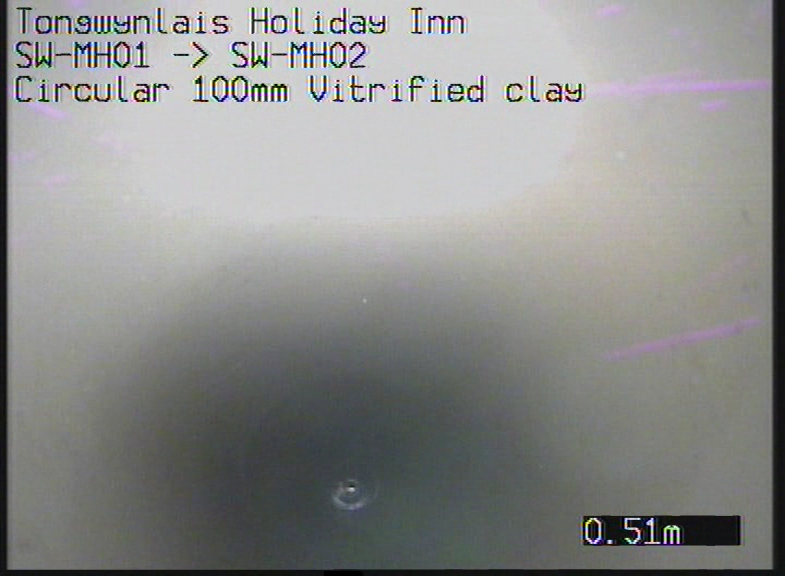 Tongwynlais Holiday Inn
SW-MH01 -> SW-MH02
Circular 100mm Vitrified clay
0.51m